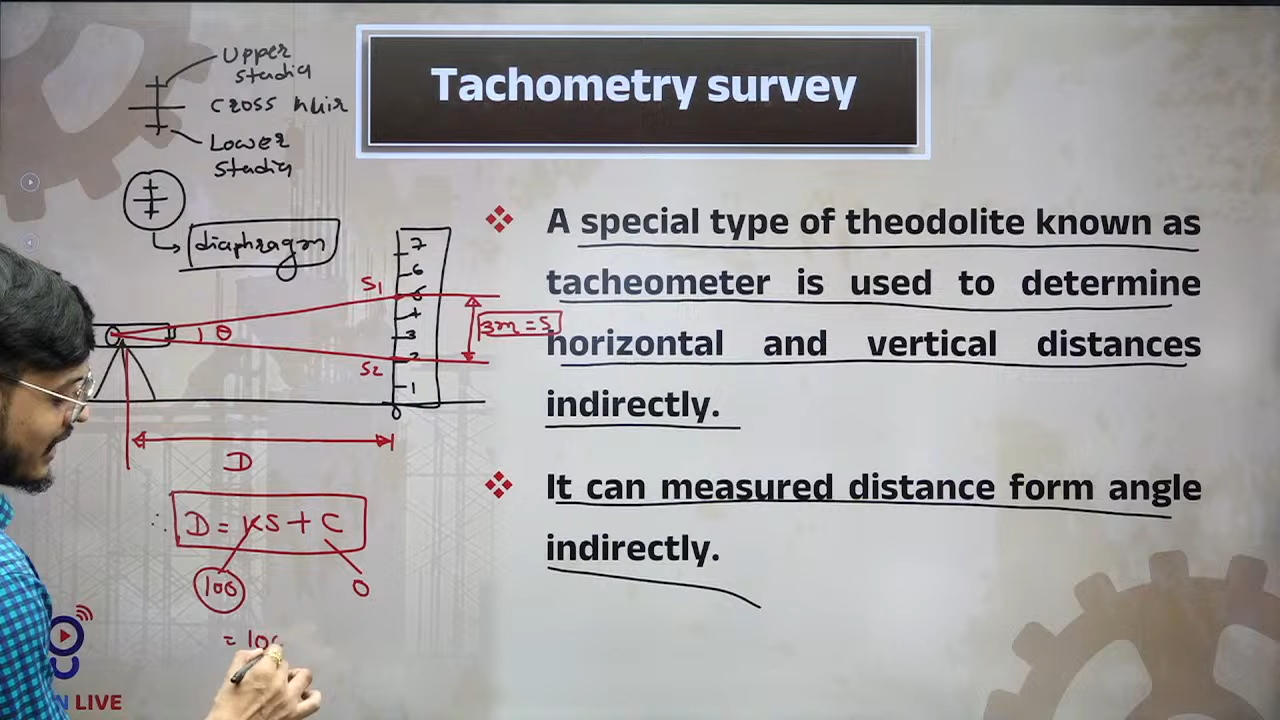 Tachometry survey
Upper
stadia
cross hair
Lower
stadia
diaphragm
A special type of theodolite known as
tacheometer is used to determine
horizontal and vertical distances
indirectly.
It can measured distance form angle
indirectly.
7
6
5
4
3
2
1
0
S1
S2
θ
3m = S
D
∴ D = KS + C
100
0
= 100
LIVE